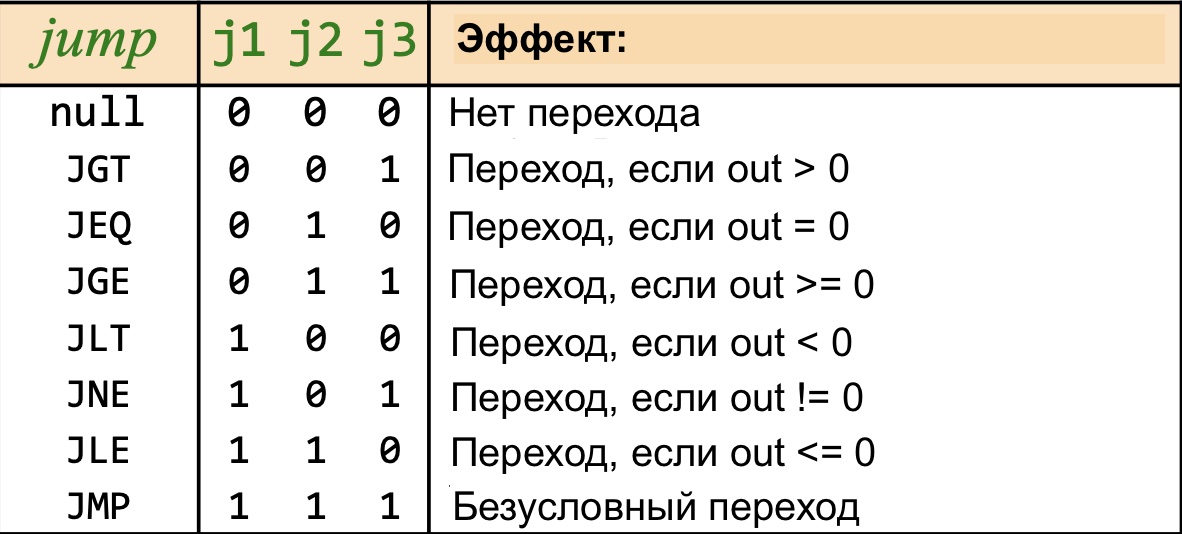 jump j1 j2 j3 Эффект:
null 0 0 0 Нет перехода
JGT 0 0 1 Переход, если out > 0
JEQ 0 1 0 Переход, если out = 0
JGE 0 1 1 Переход, если out >= 0
JLT 1 0 0 Переход, если out < 0
JNE 1 0 1 Переход, если out != 0
JLE 1 1 0 Переход, если out <= 0
JMP 1 1 1 Безусловный переход